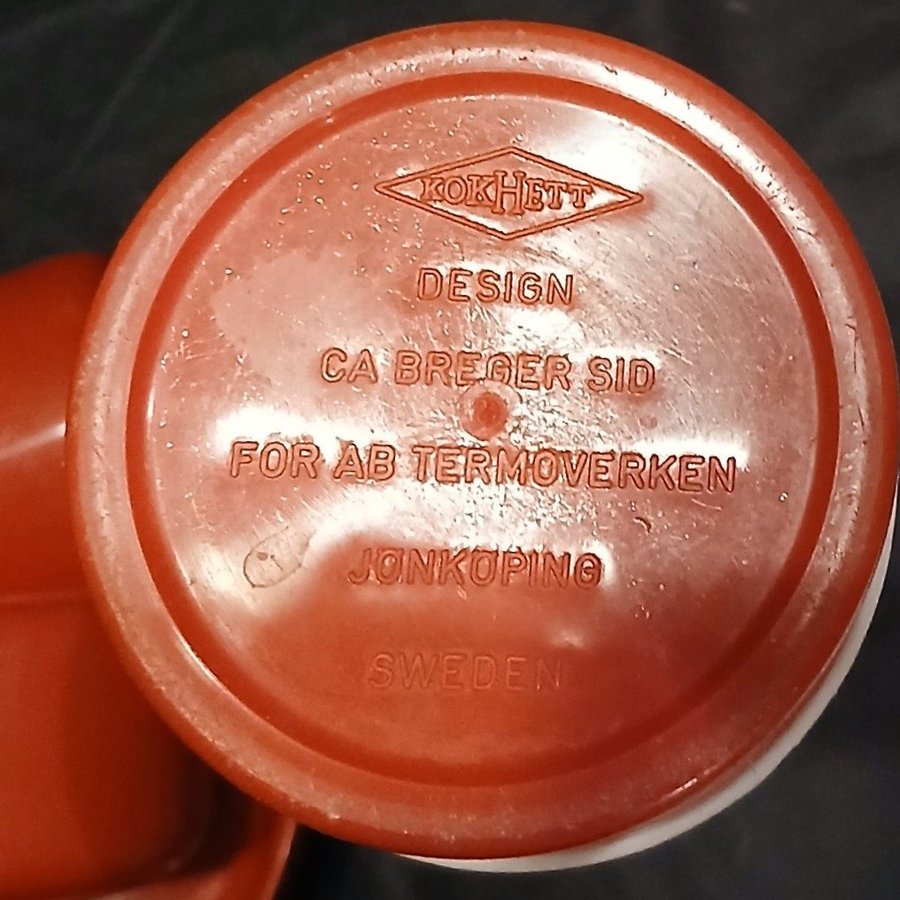 KOKHETT
DESIGN
CA BREGER SID
FOR AB TERMOVERKEN
JØNKÖPING
SWEDEN